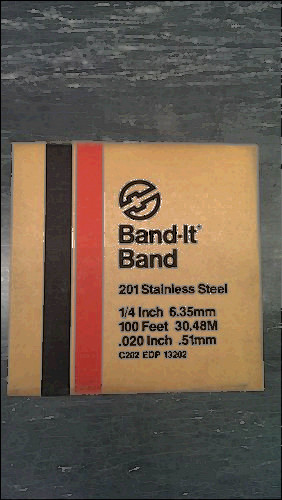 Band-It®
Band
201 Stainless Steel
1/4 Inch 6.35mm
100 Feet 30.48M
.020 Inch .51mm
C202 EDP 13202